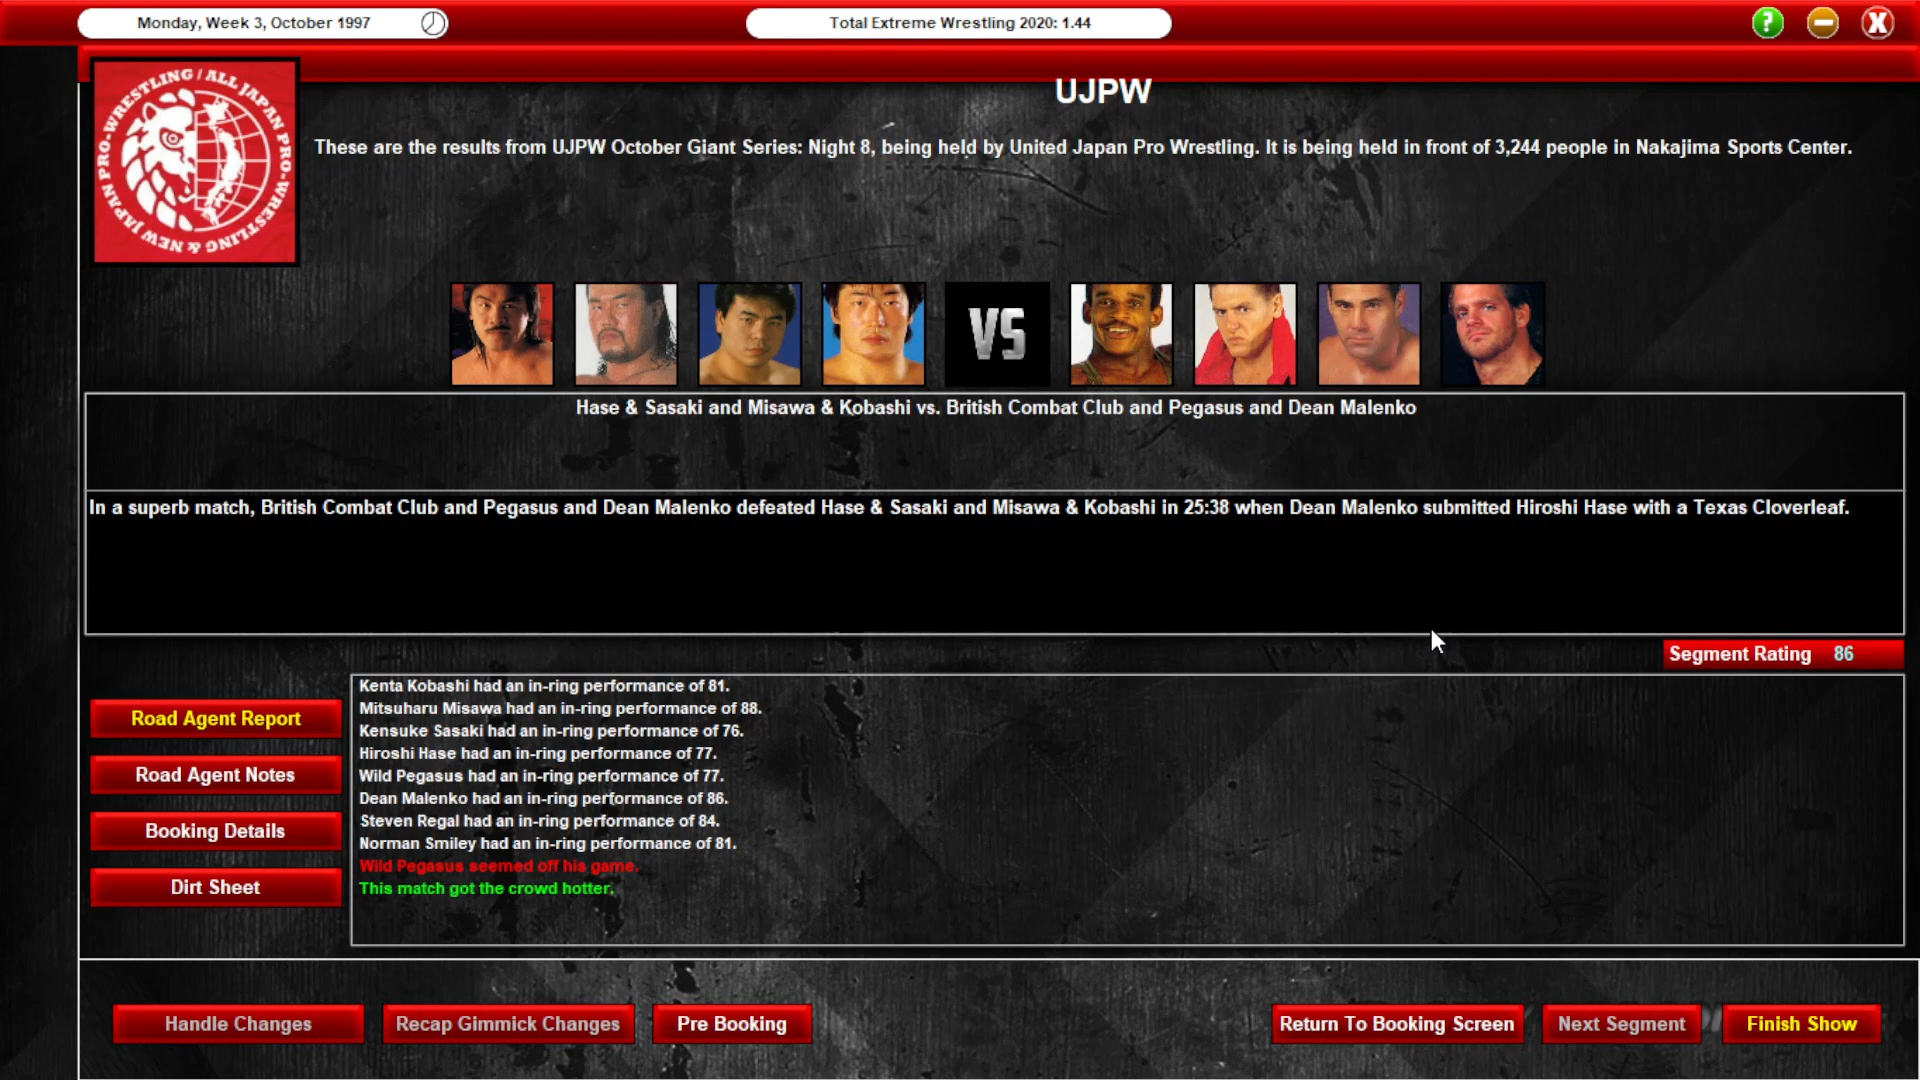 Monday, Week 3, October 1997
Total Extreme Wrestling 2020: 1.44
?
X
NEW JAPAN PRO-WRESTLING / ALL JAPAN PRO-WRESTLING &
UJPW
These are the results from UJPW October Giant Series: Night 8, being held by United Japan Pro Wrestling. It is being held in front of 3,244 people in Nakajima Sports Center.
VS
Hase & Sasaki and Misawa & Kobashi vs. British Combat Club and Pegasus and Dean Malenko
In a superb match, British Combat Club and Pegasus and Dean Malenko defeated Hase & Sasaki and Misawa & Kobashi in 25:38 when Dean Malenko submitted Hiroshi Hase with a Texas Cloverleaf.
Segment Rating 86
Road Agent Report
Road Agent Notes
Booking Details
Dirt Sheet
Kenta Kobashi had an in-ring performance of 81.
Mitsuharu Misawa had an in-ring performance of 88.
Kensuke Sasaki had an in-ring performance of 76.
Hiroshi Hase had an in-ring performance of 77.
Wild Pegasus had an in-ring performance of 77.
Dean Malenko had an in-ring performance of 86.
Steven Regal had an in-ring performance of 84.
Norman Smiley had an in-ring performance of 81.
Wild Pegasus seemed off his game.
This match got the crowd hotter.
Handle Changes
Recap Gimmick Changes
Pre Booking
Return To Booking Screen
Next Segment
Finish Show